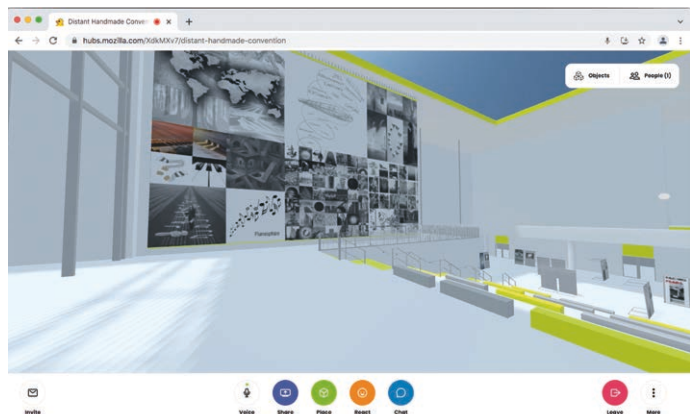 Distant Handmade Conven
hubs.mozilla.com/XdkMXv7/distant-handmade-convention
Objects
People (1)
Invite
Voice
Share
Place
React
Chat
Leave
More